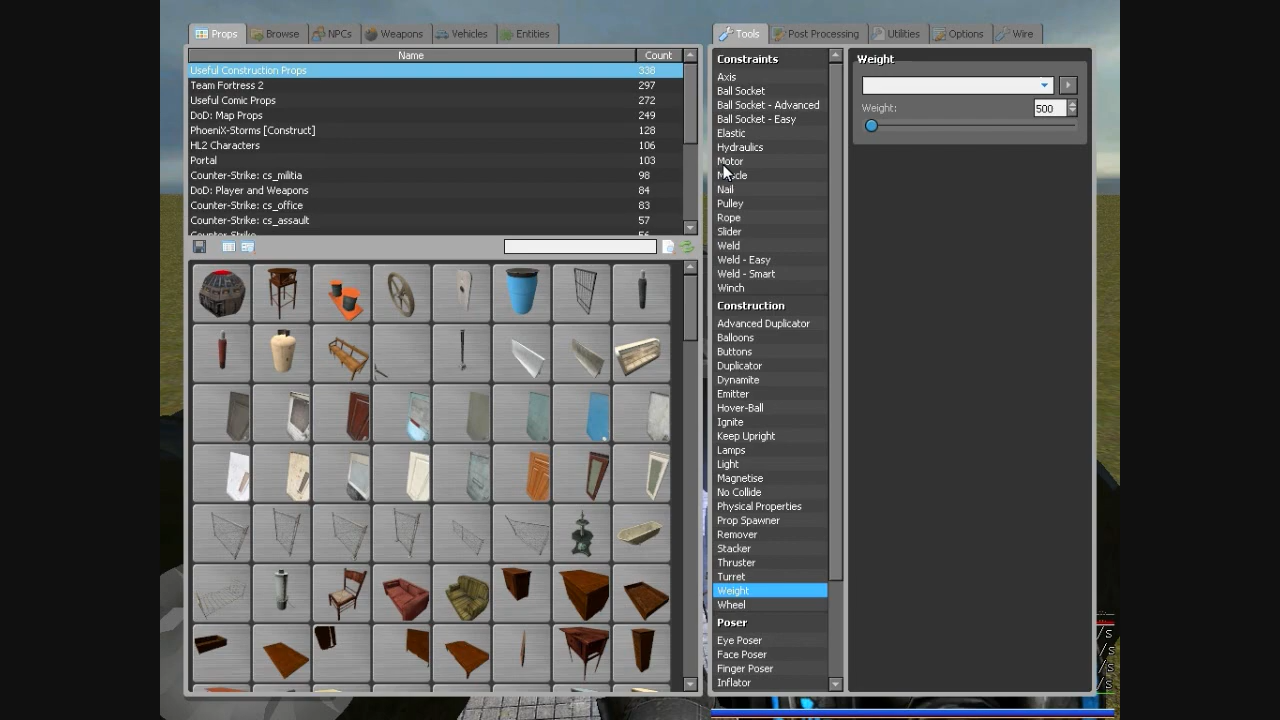 Props
Browse
NPCs
Weapons
Vehicles
Entities
Name Count
Useful Construction Props 338
Team Fortress 2 297
Useful Comic Props 272
DoD: Map Props 249
PhoeniX-Storms [Construct] 128
HL2 Characters 106
Portal 103
Counter-Strike: cs_militia 98
DoD: Player and Weapons 84
Counter-Strike: cs_office 83
Counter-Strike: cs_assault 57
Counter-Strike 56
Tools
Post Processing
Utilities
Options
Wire
Constraints
Axis
Ball Socket
Ball Socket - Advanced
Ball Socket - Easy
Elastic
Hydraulics
Motor
Muscle
Nail
Pulley
Rope
Slider
Weld
Weld - Easy
Weld - Smart
Winch
Construction
Advanced Duplicator
Balloons
Buttons
Duplicator
Dynamite
Emitter
Hover-Ball
Ignite
Keep Upright
Lamps
Light
Magnetise
No Collide
Physical Properties
Prop Spawner
Remover
Stacker
Thruster
Turret
Weight
Wheel
Poser
Eye Poser
Face Poser
Finger Poser
Inflator
Weight
Weight: 500
/s
/s
/s
/s